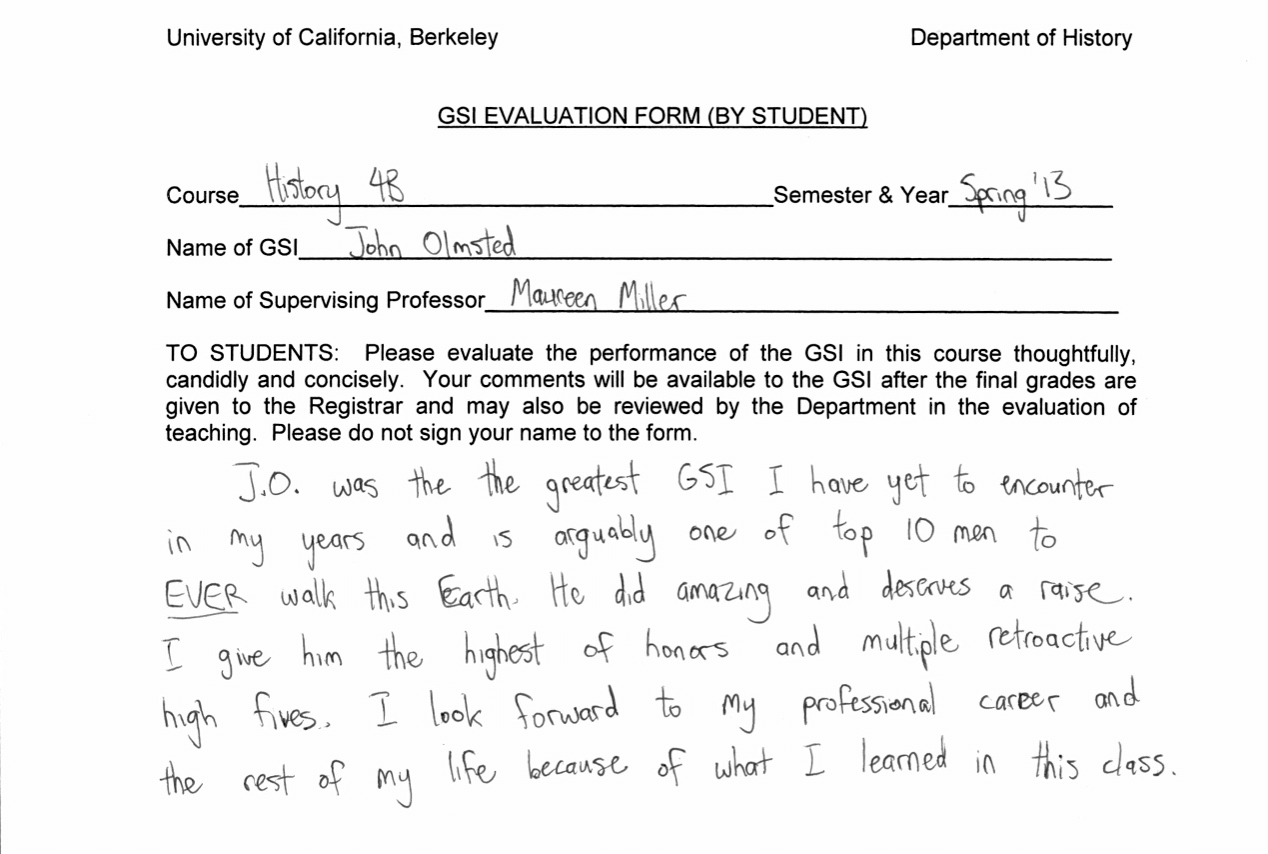 University of California, Berkeley Department of History
GSI EVALUATION FORM (BY STUDENT)
Course History 4B Semester & Year Spring '13
Name of GSI John Olmsted
Name of Supervising Professor Maureen Miller
TO STUDENTS: Please evaluate the performance of the GSI in this course thoughtfully,
candidly and concisely. Your comments will be available to the GSI after the final grades are
given to the Registrar and may also be reviewed by the Department in the evaluation of
teaching. Please do not sign your name to the form.
J.O. was the the greatest GSI I have yet to encounter
in my years and is arguably one of top 10 men to
EVER walk this Earth. He did amazing and deserves a raise.
I give him the highest of honors and multiple retroactive
high fives. I look forward to my professional career and
the rest of my life because of what I learned in this class.